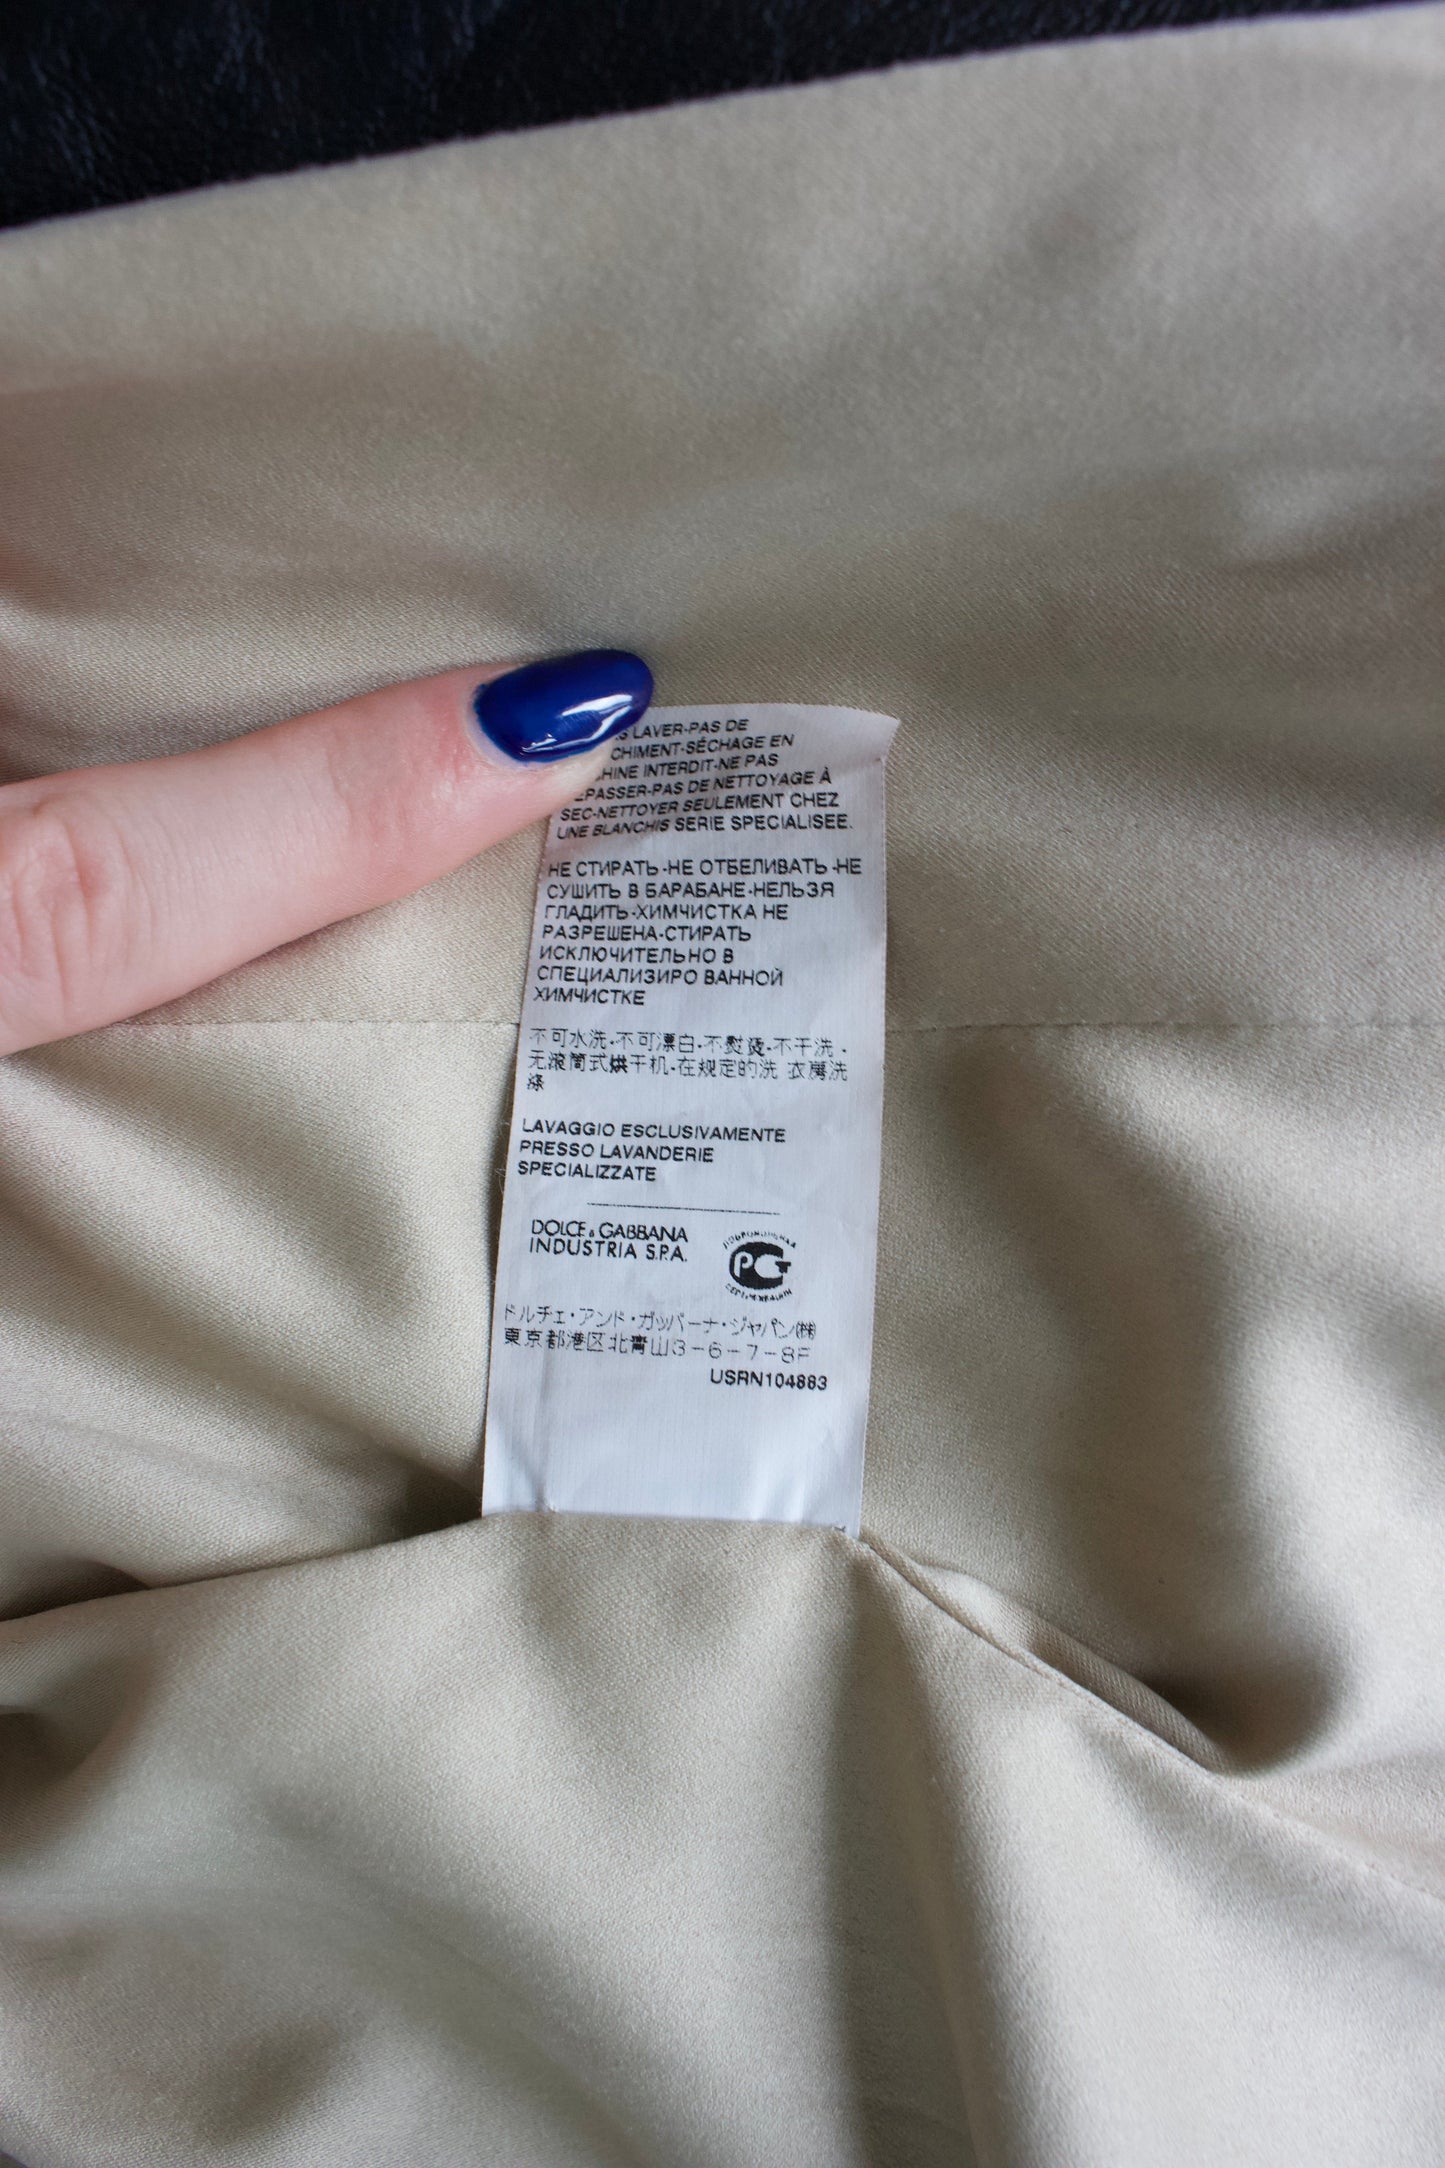 LAVER-PAS DE
CHIMENT-SÉCHAGE EN
HINE INTERDIT-NE PAS
EPASSER-PAS DE NETTOYAGE À
SEC-NETTOYER SEULEMENT CHEZ
UNE BLANCHIS SERIE SPECIALISEE.
НЕ СТИРАТЬ-НЕ ОТБЕЛИВАТЬ-НЕ
СУШИТЬ В БАРАБАНЕ-НЕЛЬЗЯ
ГЛАДИТЬ-ХИМЧИСТКА НЕ
РАЗРЕШЕНА-СТИРАТЬ
ИСКЛЮЧИТЕЛЬНО В
СПЕЦИАЛИЗИРО ВАННОЙ
ХИМЧИСТКЕ
不可水洗-不可漂白-不熨烫-不干洗-
无滚筒式烘干机-在规定的洗 衣房洗
涤
LAVAGGIO ESCLUSIVAMENTE
PRESSO LAVANDERIE
SPECIALIZZATE
DOLCE & GABBANA
INDUSTRIA S.P.A.
ドルチェ・アンド・ガッバーナ・ジャパン(株)
東京都港区北青山3-6-7-8F
USRN104883